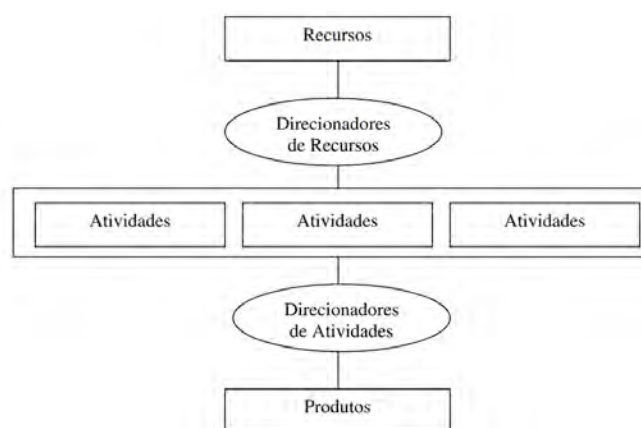 Recursos
Direcionadores
de Recursos
Atividades
Atividades
Atividades
Direcionadores
de Atividades
Produtos